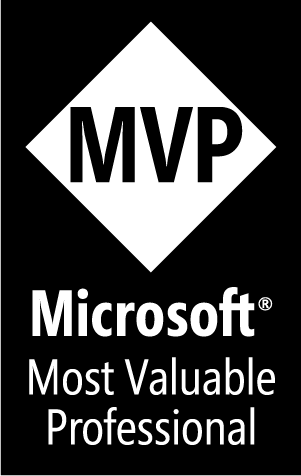 MVP
Microsoft®
Most Valuable
Professional